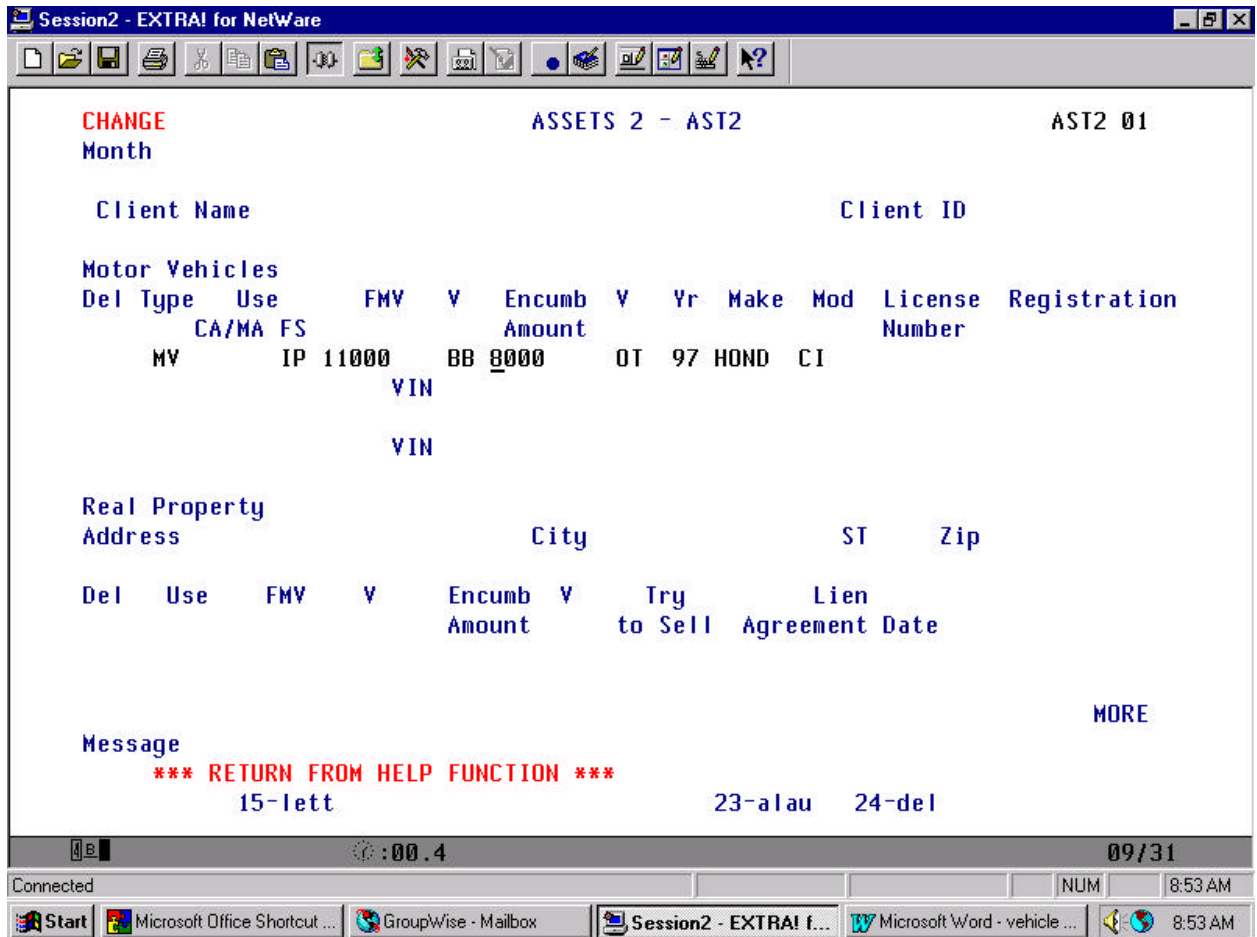 Session2 - EXTRA! for NetWare
CHANGE ASSETS 2 - AST2 AST2 01
Month
Client Name Client ID
Motor Vehicles
Del Type Use FMV V Encumb V Yr Make Mod License Registration
CA/MA FS Amount Number
MV IP 11000 BB 8000 OT 97 HOND CI
VIN
VIN
Real Property
Address City ST Zip
Del Use FMV V Encumb V Try Lien
Amount to Sell Agreement Date
MORE
Message
*** RETURN FROM HELP FUNCTION ***
15-lett 23-alau 24-del
:00.4 09/31
Connected NUM 8:53 AM
Start Microsoft Office Shortcut ... GroupWise - Mailbox Session2 - EXTRA! f... Microsoft Word - vehicle ... 8:53 AM